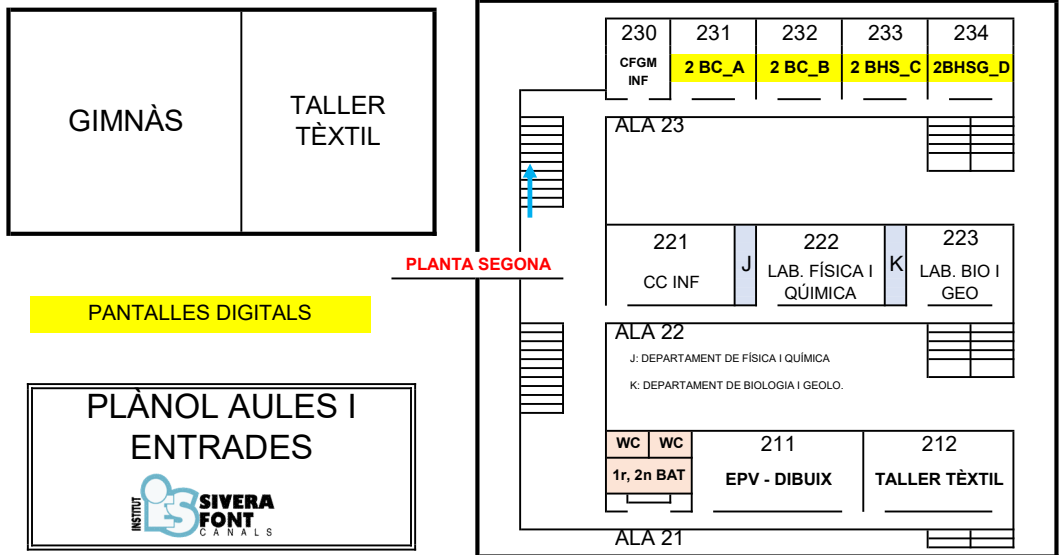 GIMNÀS
TALLER
TÈXTIL
230
231
232
233
234
CFGM
INF
2 BC_A
2 BC_B
2 BHS_C
2BHSG_D
ALA 23
PLANTA SEGONA
221
CC INF
J
222
LAB. FÍSICA I
QÚIMICA
K
223
LAB. BIO I
GEO
PANTALLES DIGITALS
ALA 22
J: DEPARTAMENT DE FÍSICA I QUÍMICA
K: DEPARTAMENT DE BIOLOGIA I GEOLO.
PLÀNOL AULES I
ENTRADES
INSTITUT
IES
SIVERA
FONT
CANALS
WC
WC
1r, 2n BAT
211
EPV - DIBUIX
212
TALLER TÈXTIL
ALA 21